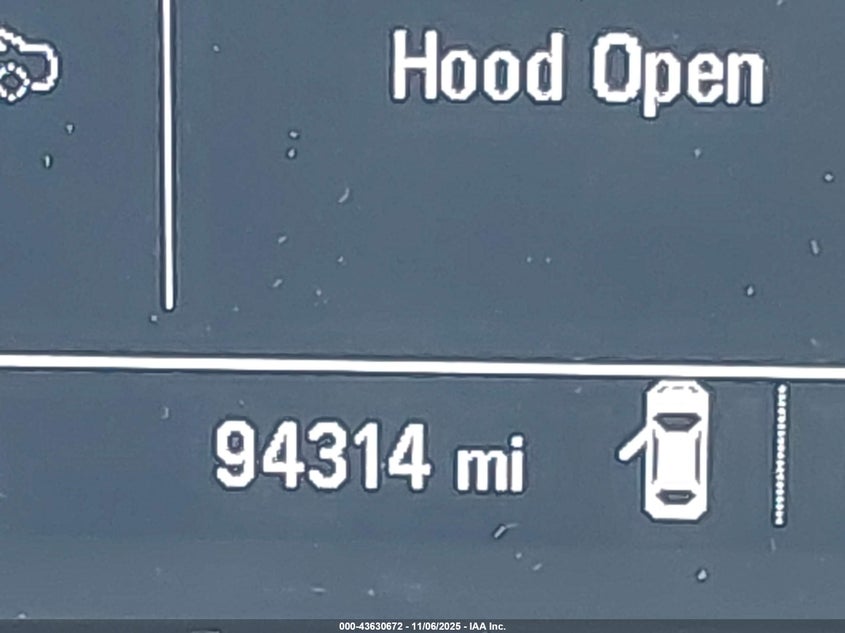 Hood Open
94314 mi
000-43630672 - 11/06/2025 - IAA Inc.